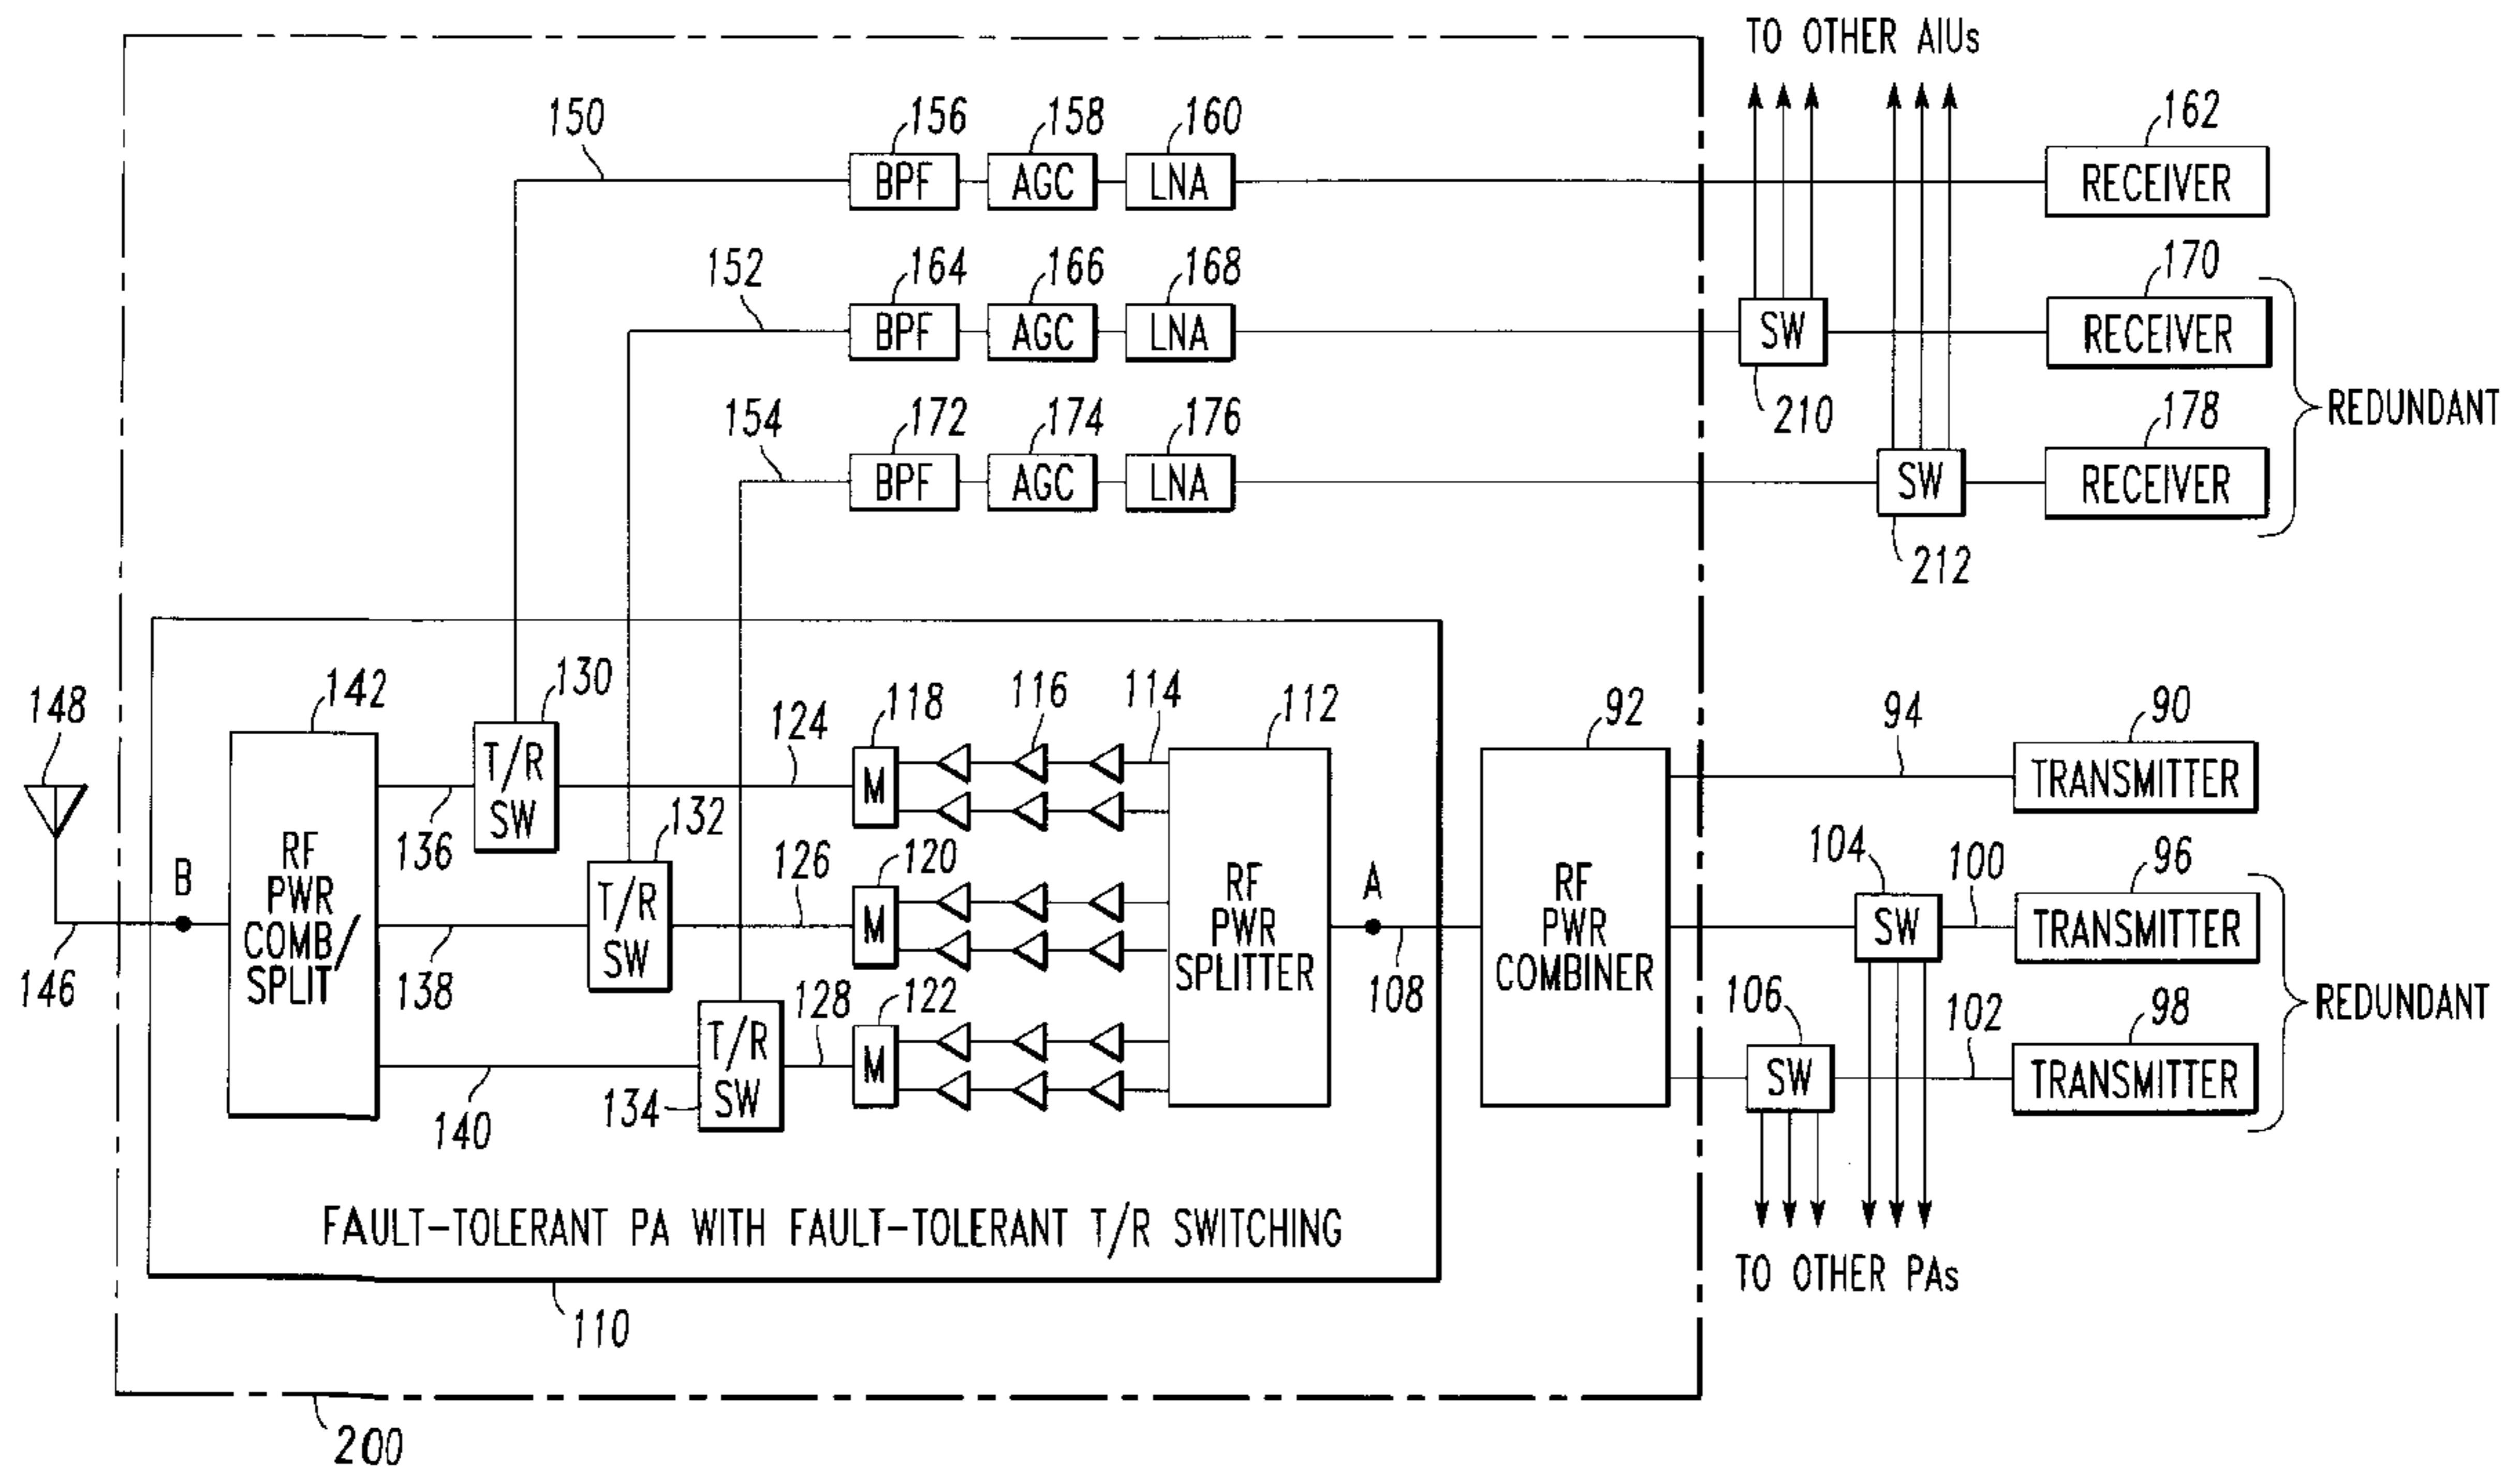 TO OTHER AIUs
150
156
158
160
162
BPF
AGC
LNA
RECEIVER
152
164
166
168
170
BPF
AGC
LNA
SW
RECEIVER
210
REDUNDANT
154
172
174
176
178
BPF
AGC
LNA
SW
RECEIVER
212
148
142
130
118
116
114
112
92
94
90
124
T/R
SW
M
TRANSMITTER
136
132
104
100
96
B
RF
PWR
COMB/
SPLIT
126
120
T/R
SW
M
RF
PWR
SPLITTER
A
RF
PWR
COMBINER
SW
TRANSMITTER
146
138
128
122
108
106
102
98
REDUNDANT
T/R
SW
M
SW
TRANSMITTER
134
140
FAULT-TOLERANT PA WITH FAULT-TOLERANT T/R SWITCHING
TO OTHER PAs
110
200